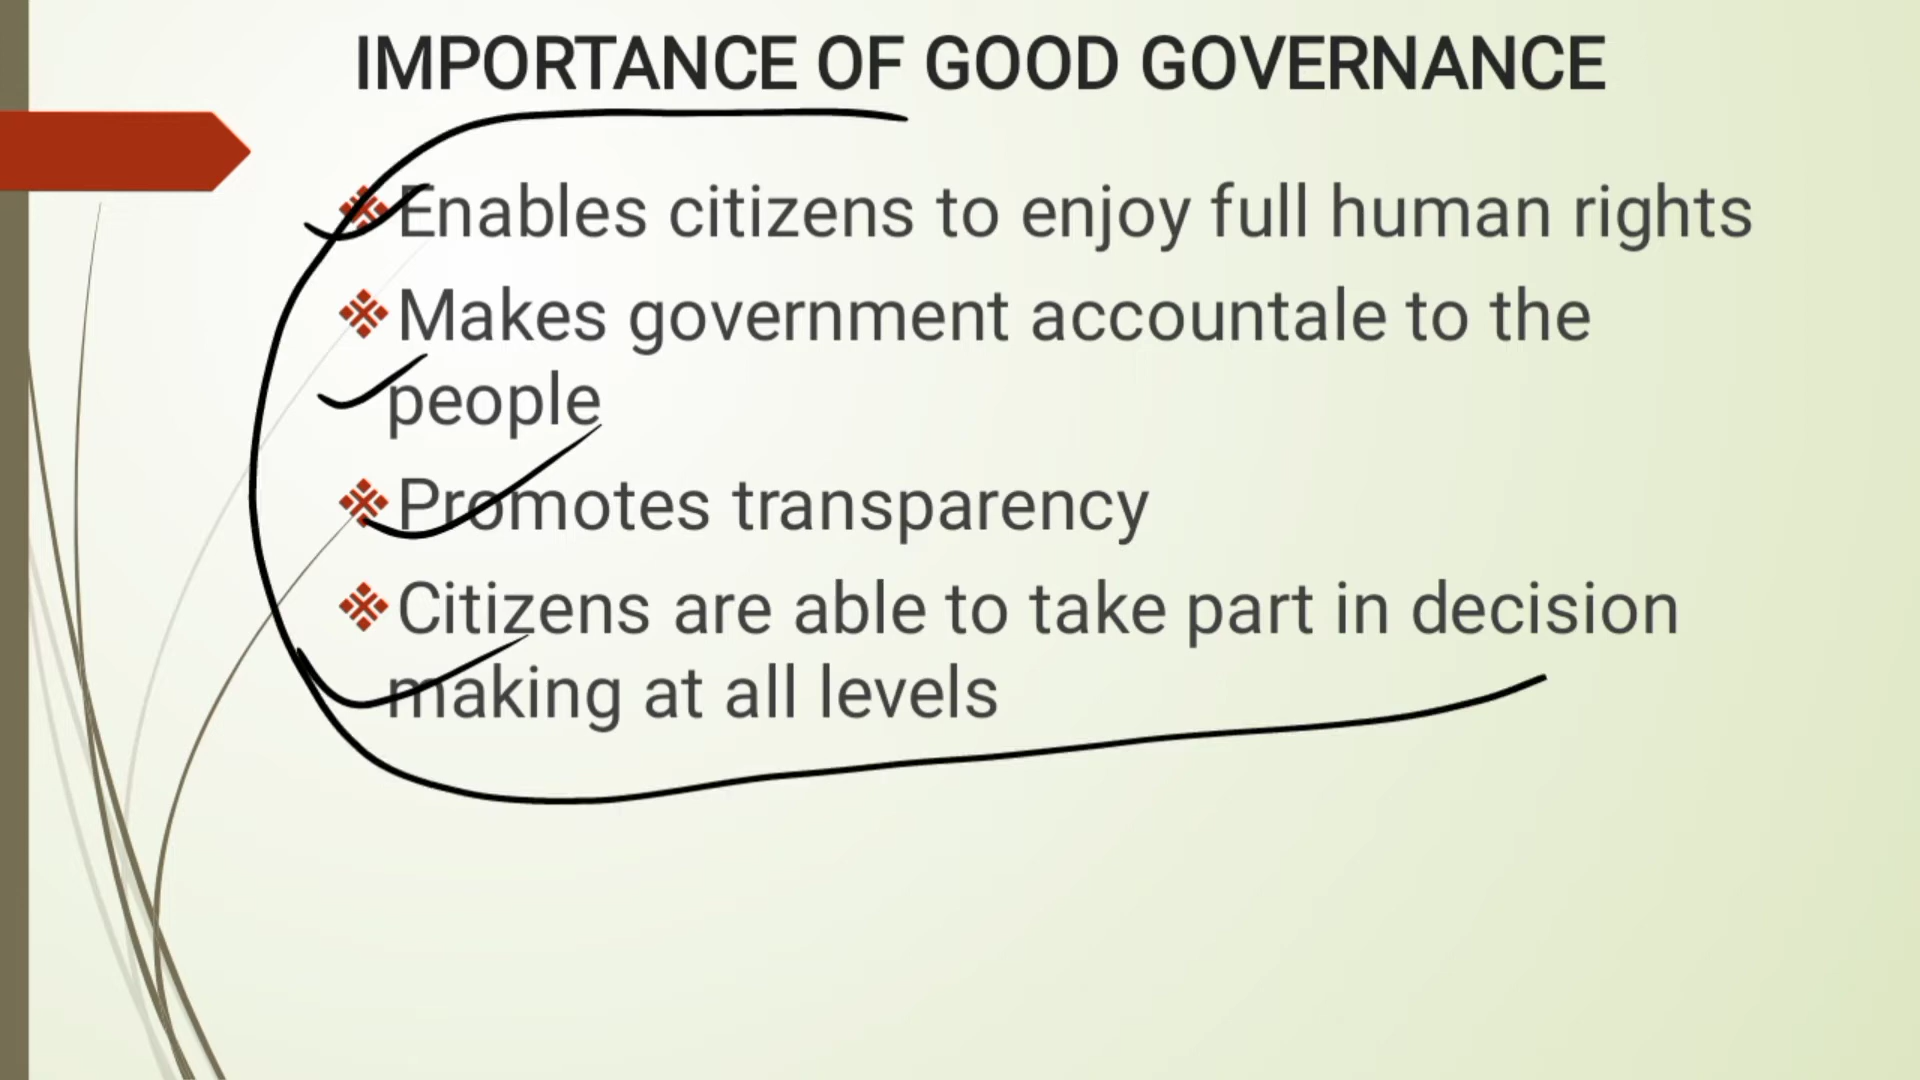 IMPORTANCE OF GOOD GOVERNANCE
Enables citizens to enjoy full human rights
Makes government accountale to the
people
Promotes transparency
Citizens are able to take part in decision
making at all levels